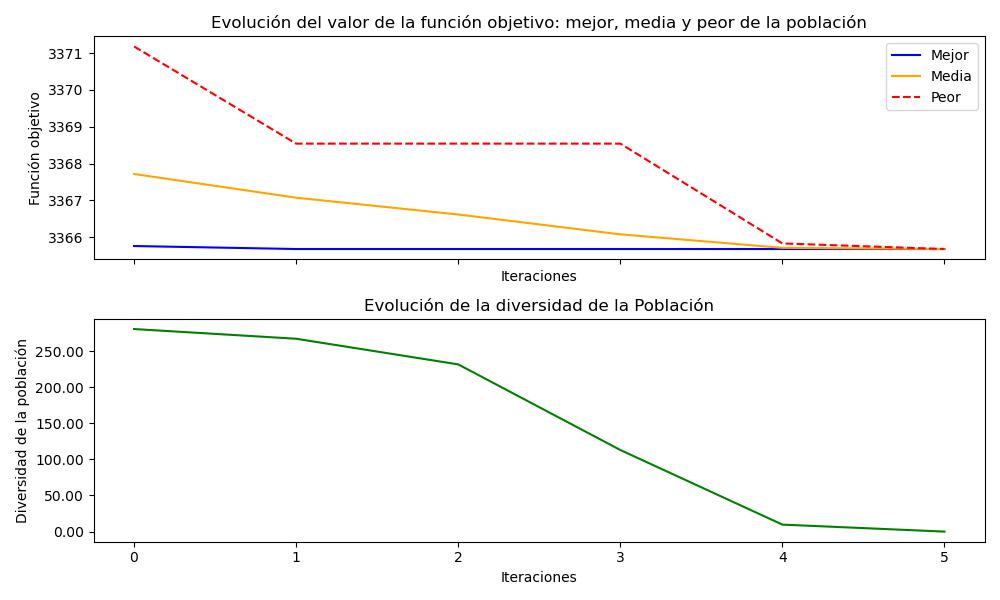 Evolución del valor de la función objetivo: mejor, media y peor de la población
3371
3370
3369
3368
3367
3366
Función objetivo
Mejor
Media
Peor
Iteraciones
Evolución de la diversidad de la Población
250.00
200.00
150.00
100.00
50.00
0.00
Diversidad de la población
0 1 2 3 4 5
Iteraciones